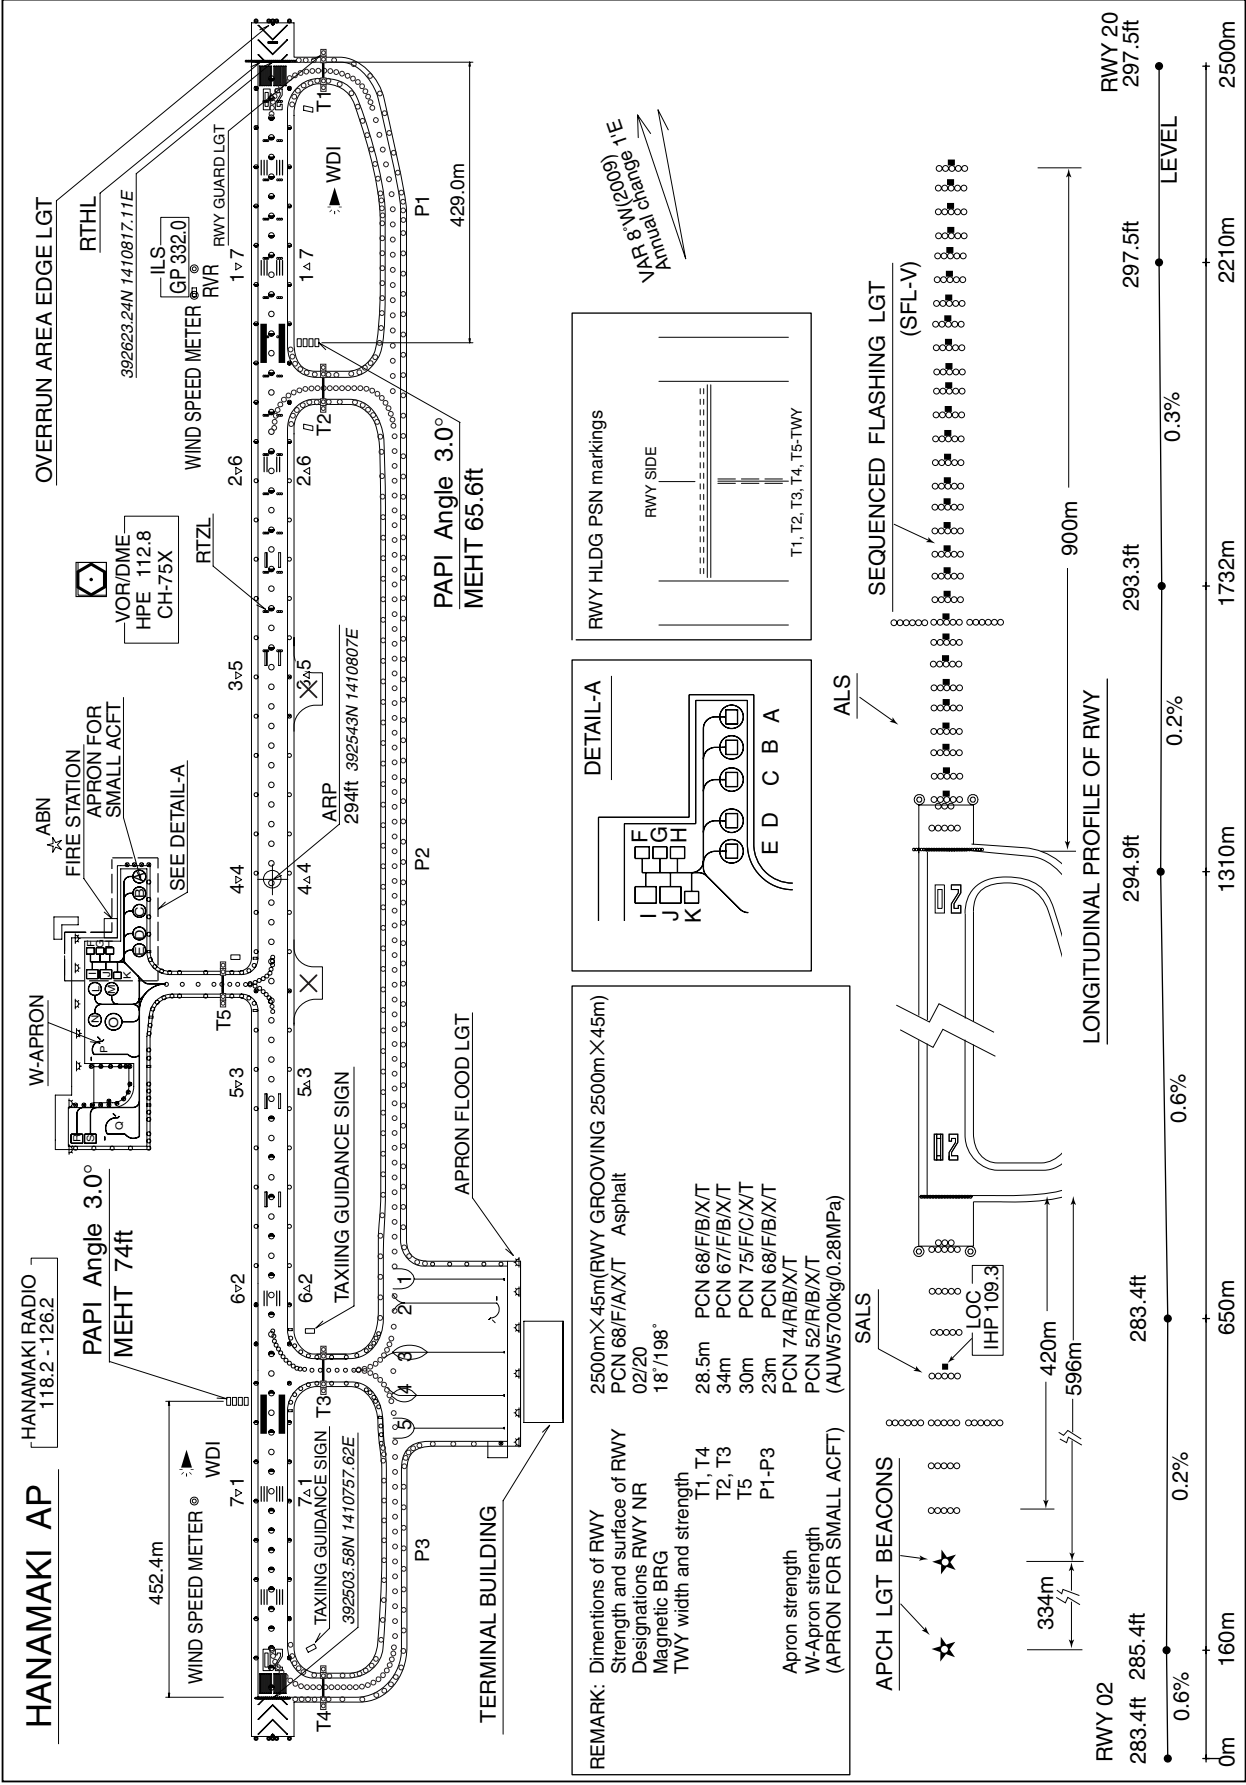 HANAMAKI AP
HANAMAKI RADIO
118.2 - 126.2
PAPI Angle 3.0°
MEHT 74ft
452.4m
WIND SPEED METER
WDI
W-APRON
ABN
FIRE STATION
APRON FOR
SMALL ACFT
SEE DETAIL-A
VOR/DME
HPE 112.8
CH-75X
OVERRUN AREA EDGE LGT
RTHL
392623.24N 1410817.11E
ILS
GP 332.0
WIND SPEED METER
RVR
RWY GUARD LGT
RTZL
7▿1
6▿2
5▿3
4▿4
3▿5
2▿6
1▿7
7▵1
6▵2
5▵3
4▵4
3▵5
2▵6
1▵7
R
S
Q
P
N
O
L
M
I
J
K
F
G
H
E
D
C
B
A
T5
02
20
TAXIING GUIDANCE SIGN
392503.58N 1410757.62E
TAXIING GUIDANCE SIGN
ARP
294ft 392543N 1410807E
WDI
T4
T3
T2
T1
P3
P2
P1
429.0m
PAPI Angle 3.0°
MEHT 65.6ft
5
4
3
2
1
TERMINAL BUILDING
APRON FLOOD LGT
VAR 8°W(2009)
Annual change 1'E
REMARK: Dimentions of RWY 2500m×45m(RWY GROOVING 2500m×45m)
Strength and surface of RWY PCN 68/F/A/X/T Asphalt
Designations RWY NR 02/20
Magnetic BRG 18°/198°
TWY width and strength
T1, T4 28.5m PCN 68/F/B/X/T
T2, T3 34m PCN 67/F/B/X/T
T5 30m PCN 75/F/C/X/T
P1-P3 23m PCN 68/F/B/X/T
Apron strength PCN 74/R/B/X/T
W-Apron strength PCN 52/R/B/X/T
(APRON FOR SMALL ACFT) (AUW5700kg/0.28MPa)
DETAIL-A
I
J
K
F
G
H
E D C B A
RWY HLDG PSN markings
RWY SIDE
T1, T2, T3, T4, T5-TWY
APCH LGT BEACONS
SALS
LOC
IHP 109.3
334m
420m
596m
02
20
ALS
SEQUENCED FLASHING LGT
(SFL-V)
900m
LONGITUDINAL PROFILE OF RWY
RWY 02
283.4ft 285.4ft 283.4ft 294.9ft 293.3ft 297.5ft
RWY 20
297.5ft
0.6% 0.2% 0.6% 0.2% 0.3% LEVEL
0m 160m 650m 1310m 1732m 2210m 2500m